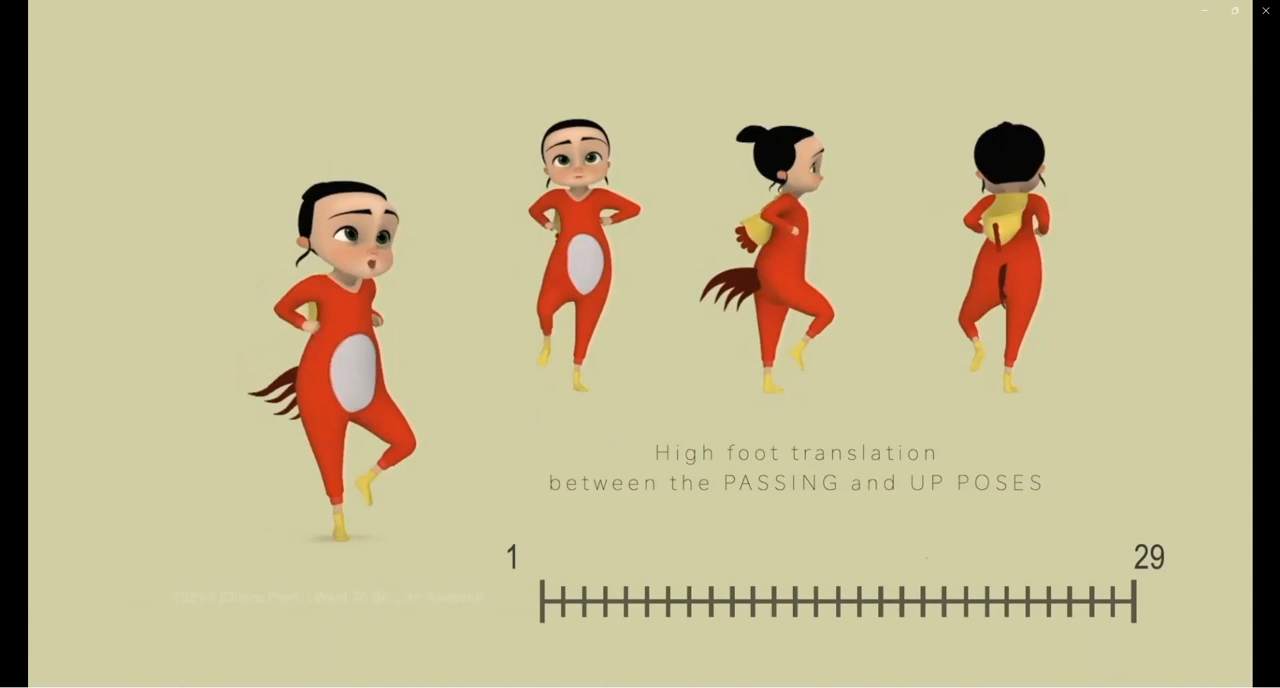 High foot translation
between the PASSING and UP POSES
1
29